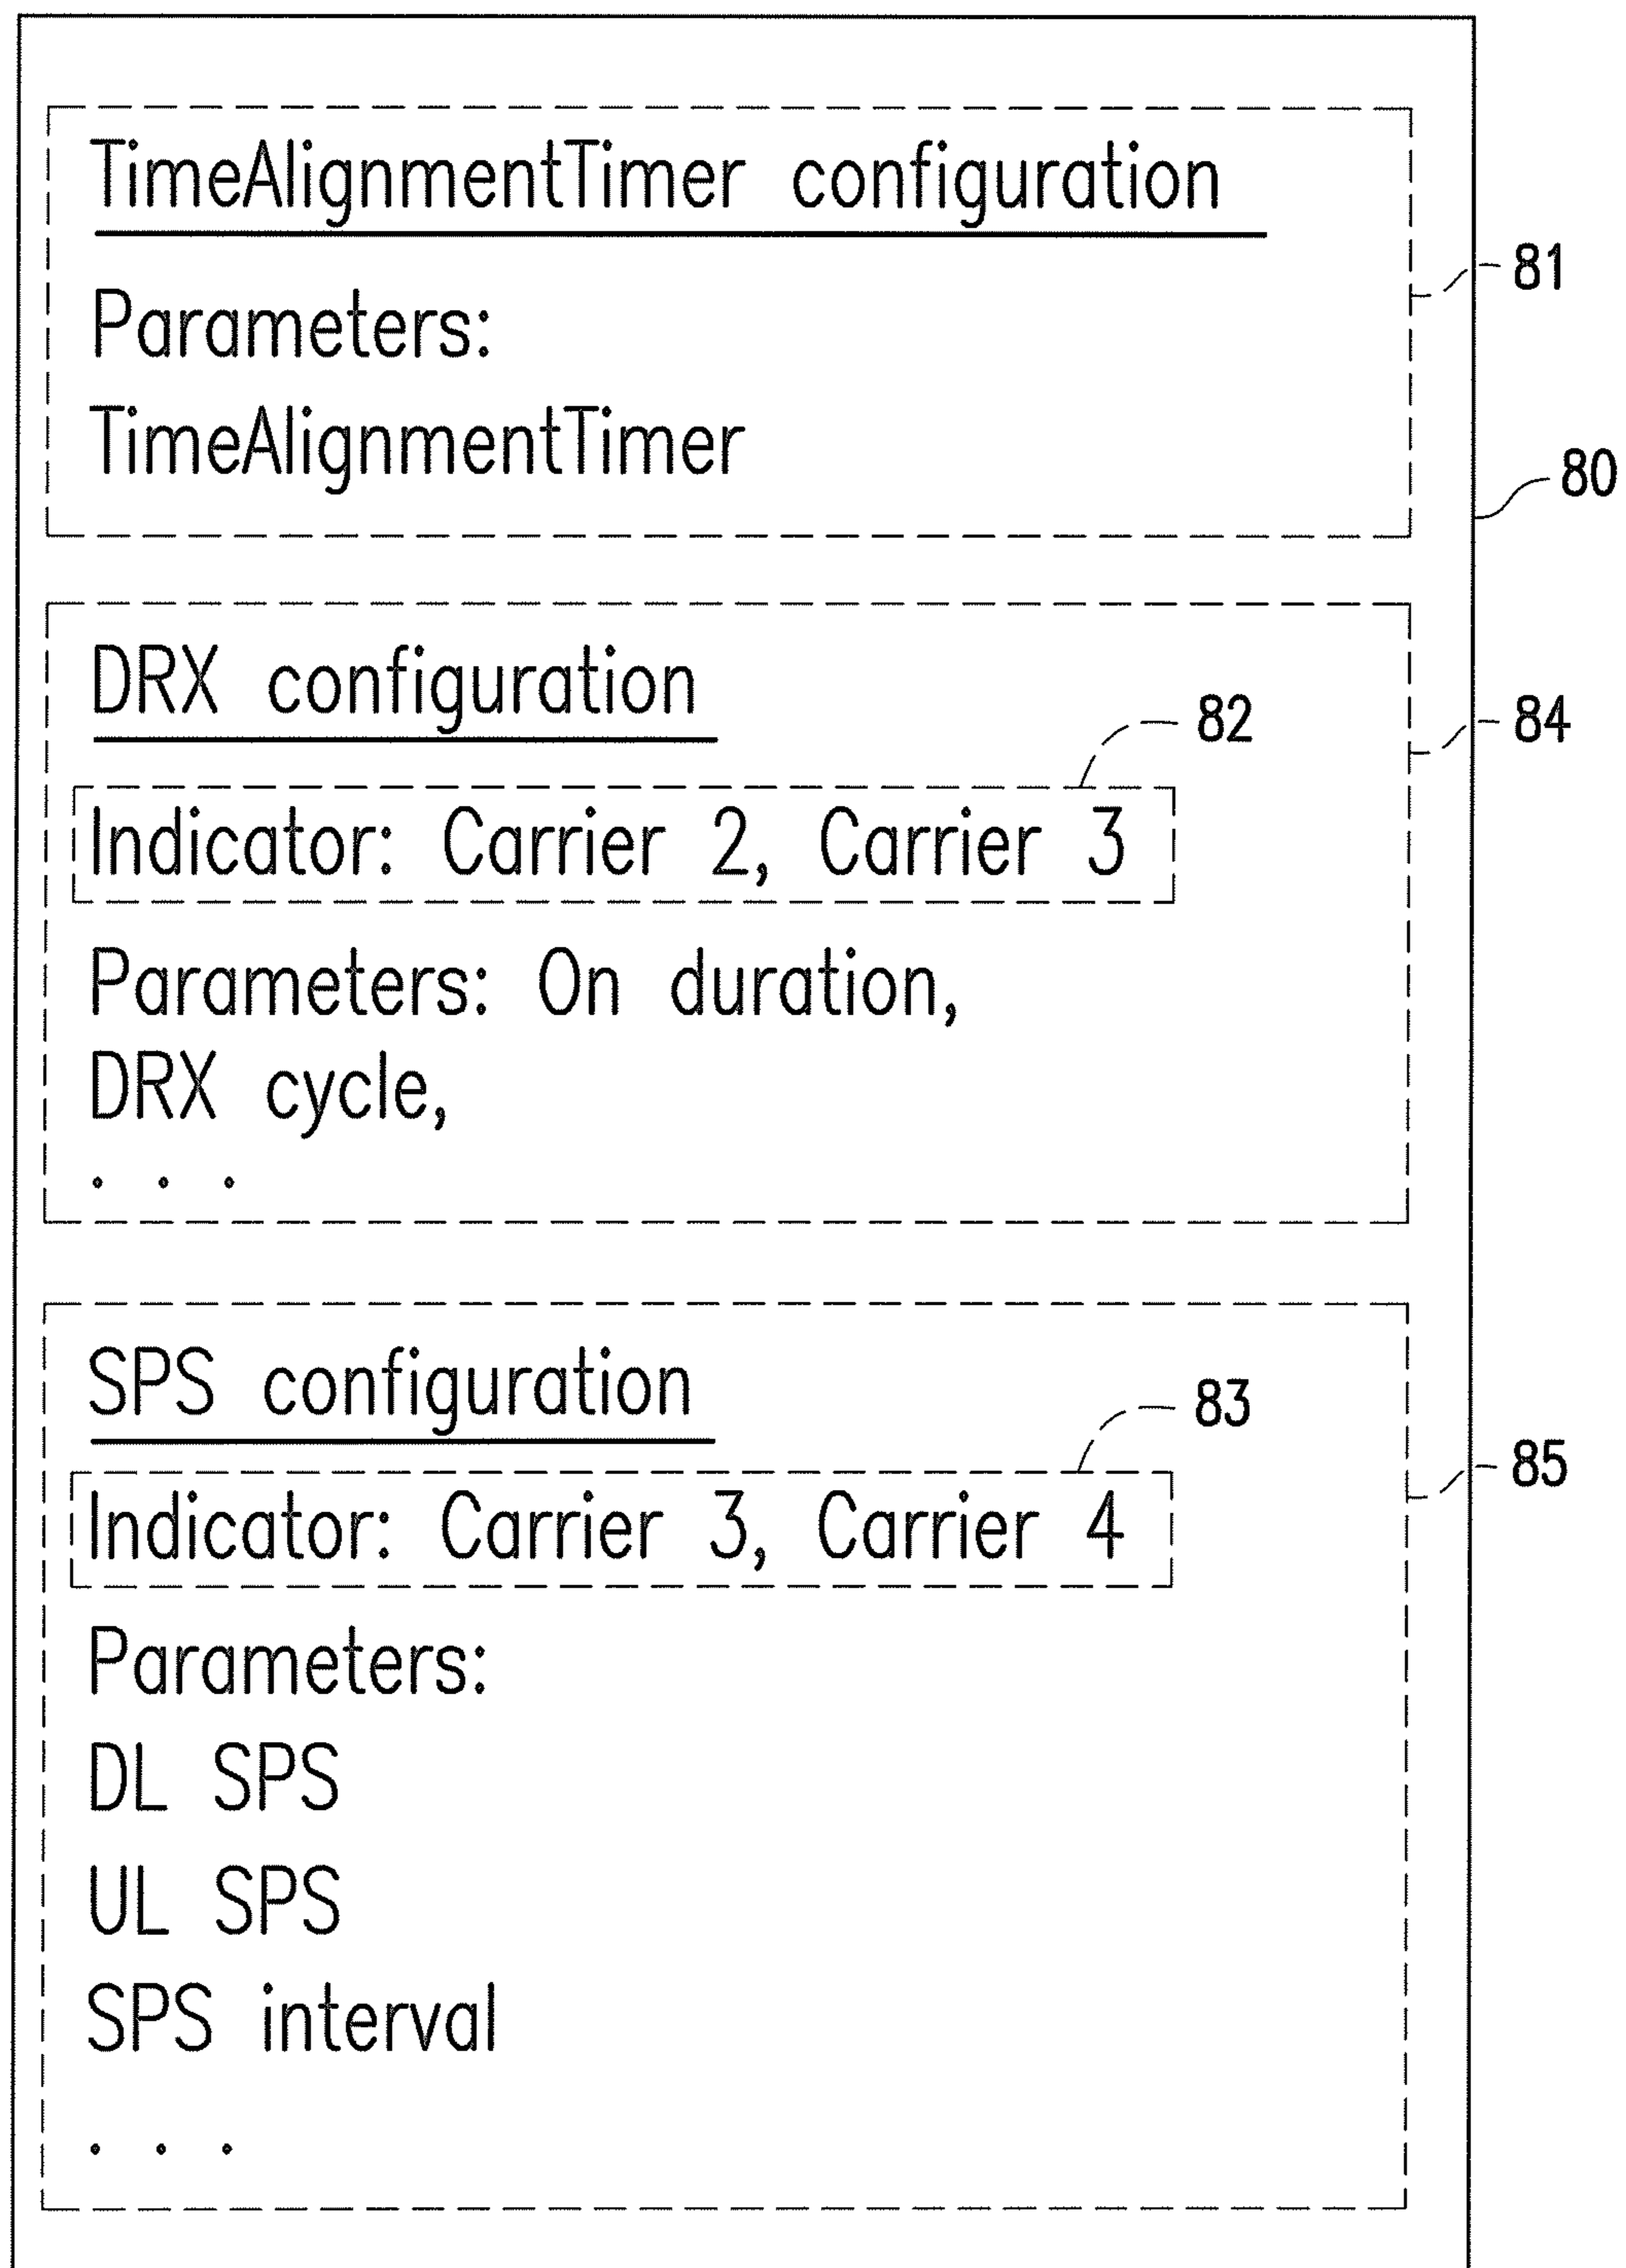 TimeAlignmentTimer configuration
81
Parameters:
TimeAlignmentTimer
80
DRX configuration
82
84
Indicator: Carrier 2, Carrier 3
Parameters: On duration,
DRX cycle,
. . .
SPS configuration
83
85
Indicator: Carrier 3, Carrier 4
Parameters:
DL SPS
UL SPS
SPS interval
. . .